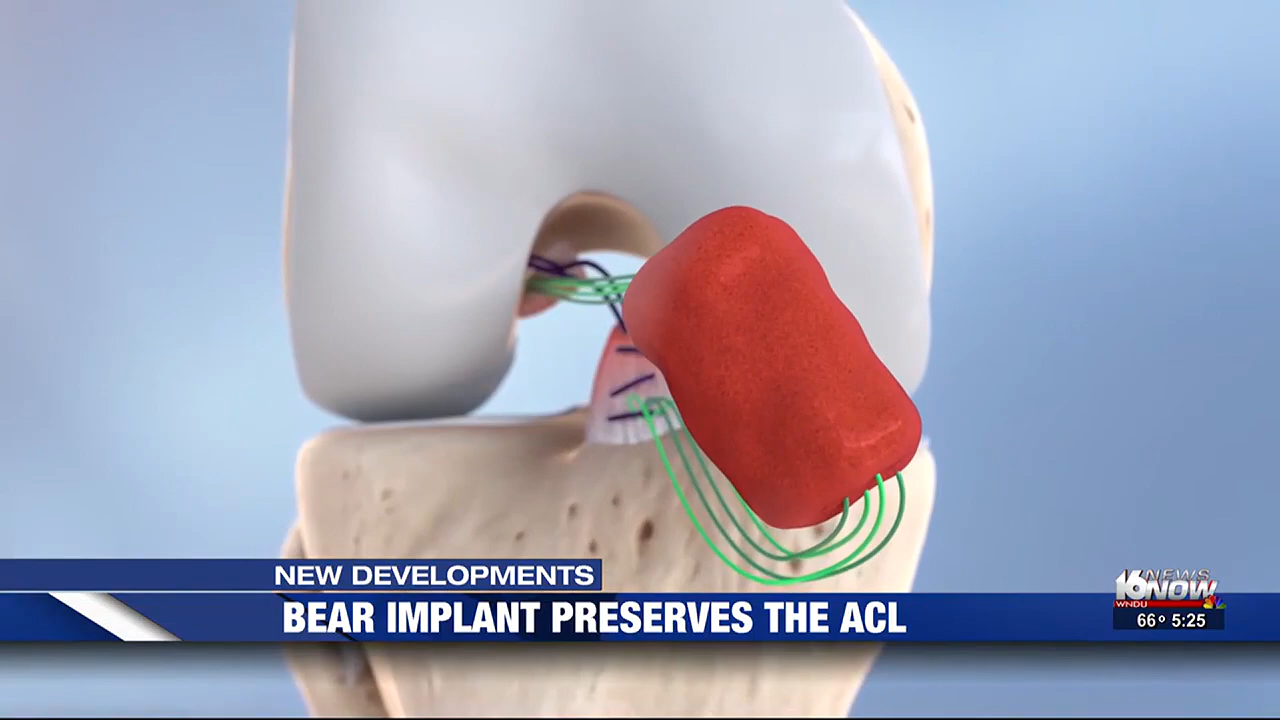 NEW DEVELOPMENTS
BEAR IMPLANT PRESERVES THE ACL
16 NEWS
NOW
WNDU
66° 5:25